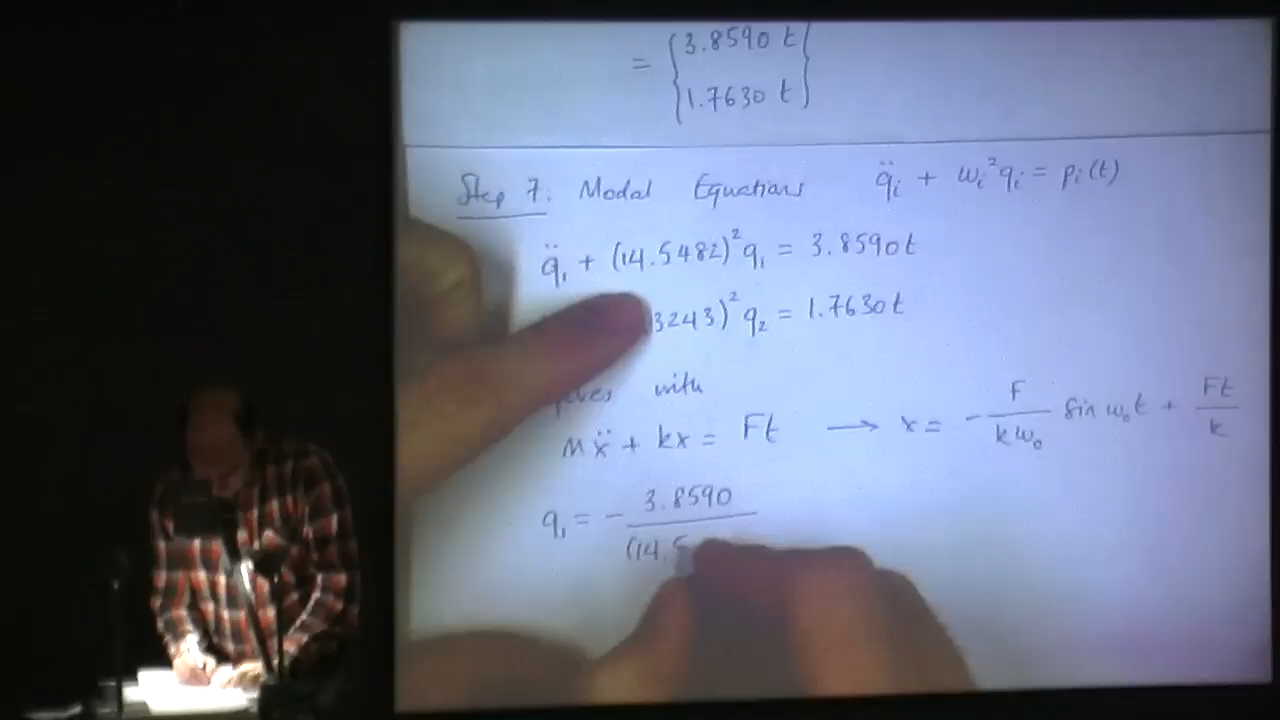 = {3.8590 t
1.7630 t}
Step 7: Modal Equations q̈ᵢ + ωᵢ²qᵢ = pᵢ(t)
q̈₁ + (14.5482)² q₁ = 3.8590t
3243)² q₂ = 1.7630t
with
mẍ + kx = Ft → x = - F/(kω₀) sin ω₀t + Ft/k
q₁ = - 3.8590
(14.5